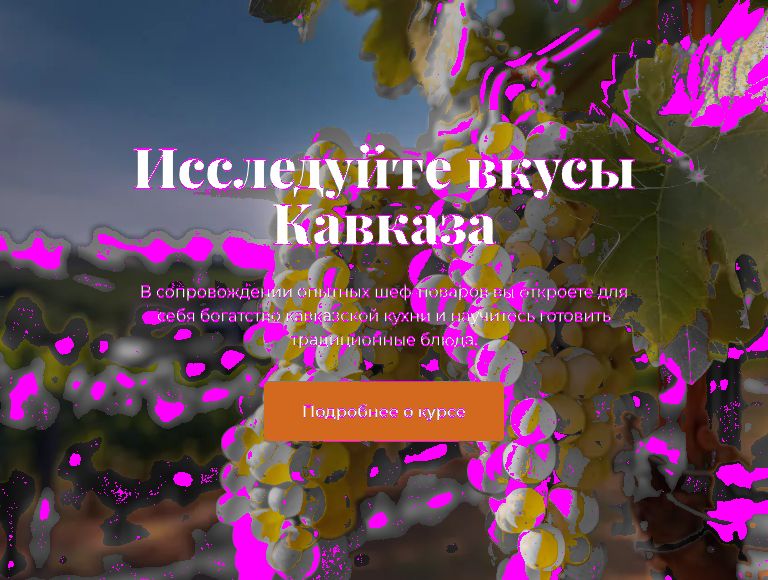 Исследуйте вкусы
Кавказа
В сопровождении опытных шеф-поваров вы откроете для
себя богатство кавказской кухни и научитесь готовить
традиционные блюда.
Подробнее о курсе